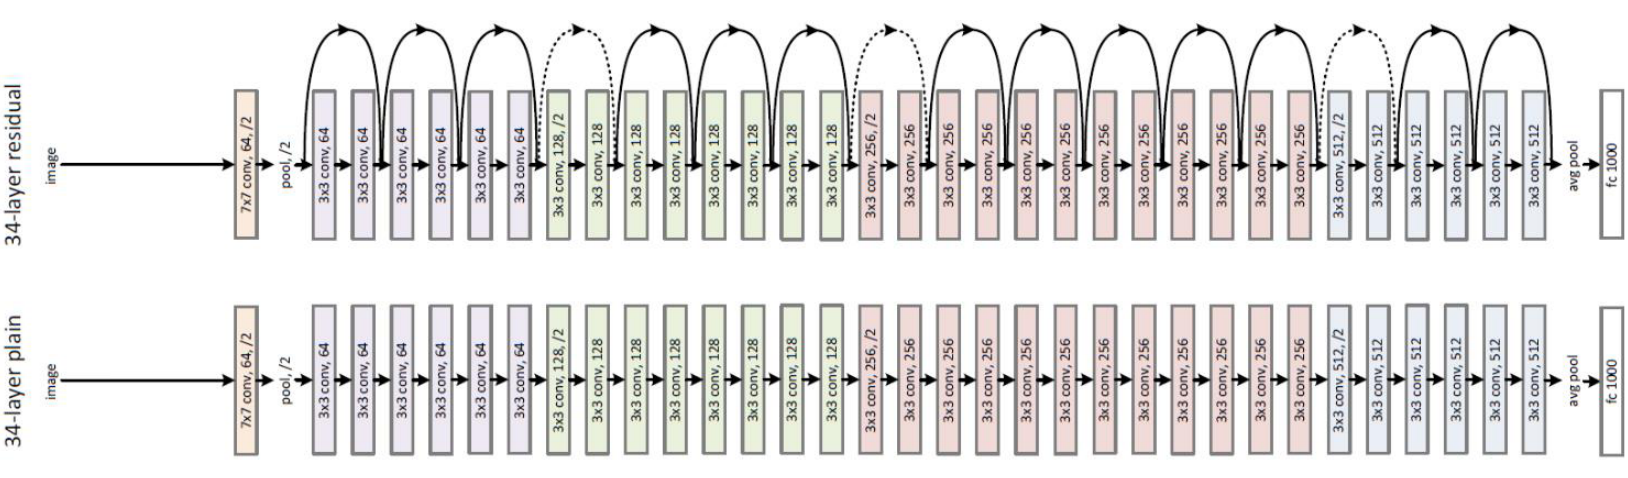 34-layer residual
image
7x7 conv, 64, /2
pool, /2
3x3 conv, 64
3x3 conv, 64
3x3 conv, 64
3x3 conv, 64
3x3 conv, 64
3x3 conv, 64
3x3 conv, 128, /2
3x3 conv, 128
3x3 conv, 128
3x3 conv, 128
3x3 conv, 128
3x3 conv, 128
3x3 conv, 128
3x3 conv, 128
3x3 conv, 256, /2
3x3 conv, 256
3x3 conv, 256
3x3 conv, 256
3x3 conv, 256
3x3 conv, 256
3x3 conv, 256
3x3 conv, 256
3x3 conv, 256
3x3 conv, 256
3x3 conv, 256
3x3 conv, 256
3x3 conv, 512, /2
3x3 conv, 512
3x3 conv, 512
3x3 conv, 512
3x3 conv, 512
3x3 conv, 512
avg pool
fc 1000
34-layer plain
image
7x7 conv, 64, /2
pool, /2
3x3 conv, 64
3x3 conv, 64
3x3 conv, 64
3x3 conv, 64
3x3 conv, 64
3x3 conv, 64
3x3 conv, 128, /2
3x3 conv, 128
3x3 conv, 128
3x3 conv, 128
3x3 conv, 128
3x3 conv, 128
3x3 conv, 128
3x3 conv, 128
3x3 conv, 256, /2
3x3 conv, 256
3x3 conv, 256
3x3 conv, 256
3x3 conv, 256
3x3 conv, 256
3x3 conv, 256
3x3 conv, 256
3x3 conv, 256
3x3 conv, 256
3x3 conv, 256
3x3 conv, 256
3x3 conv, 512, /2
3x3 conv, 512
3x3 conv, 512
3x3 conv, 512
3x3 conv, 512
3x3 conv, 512
avg pool
fc 1000